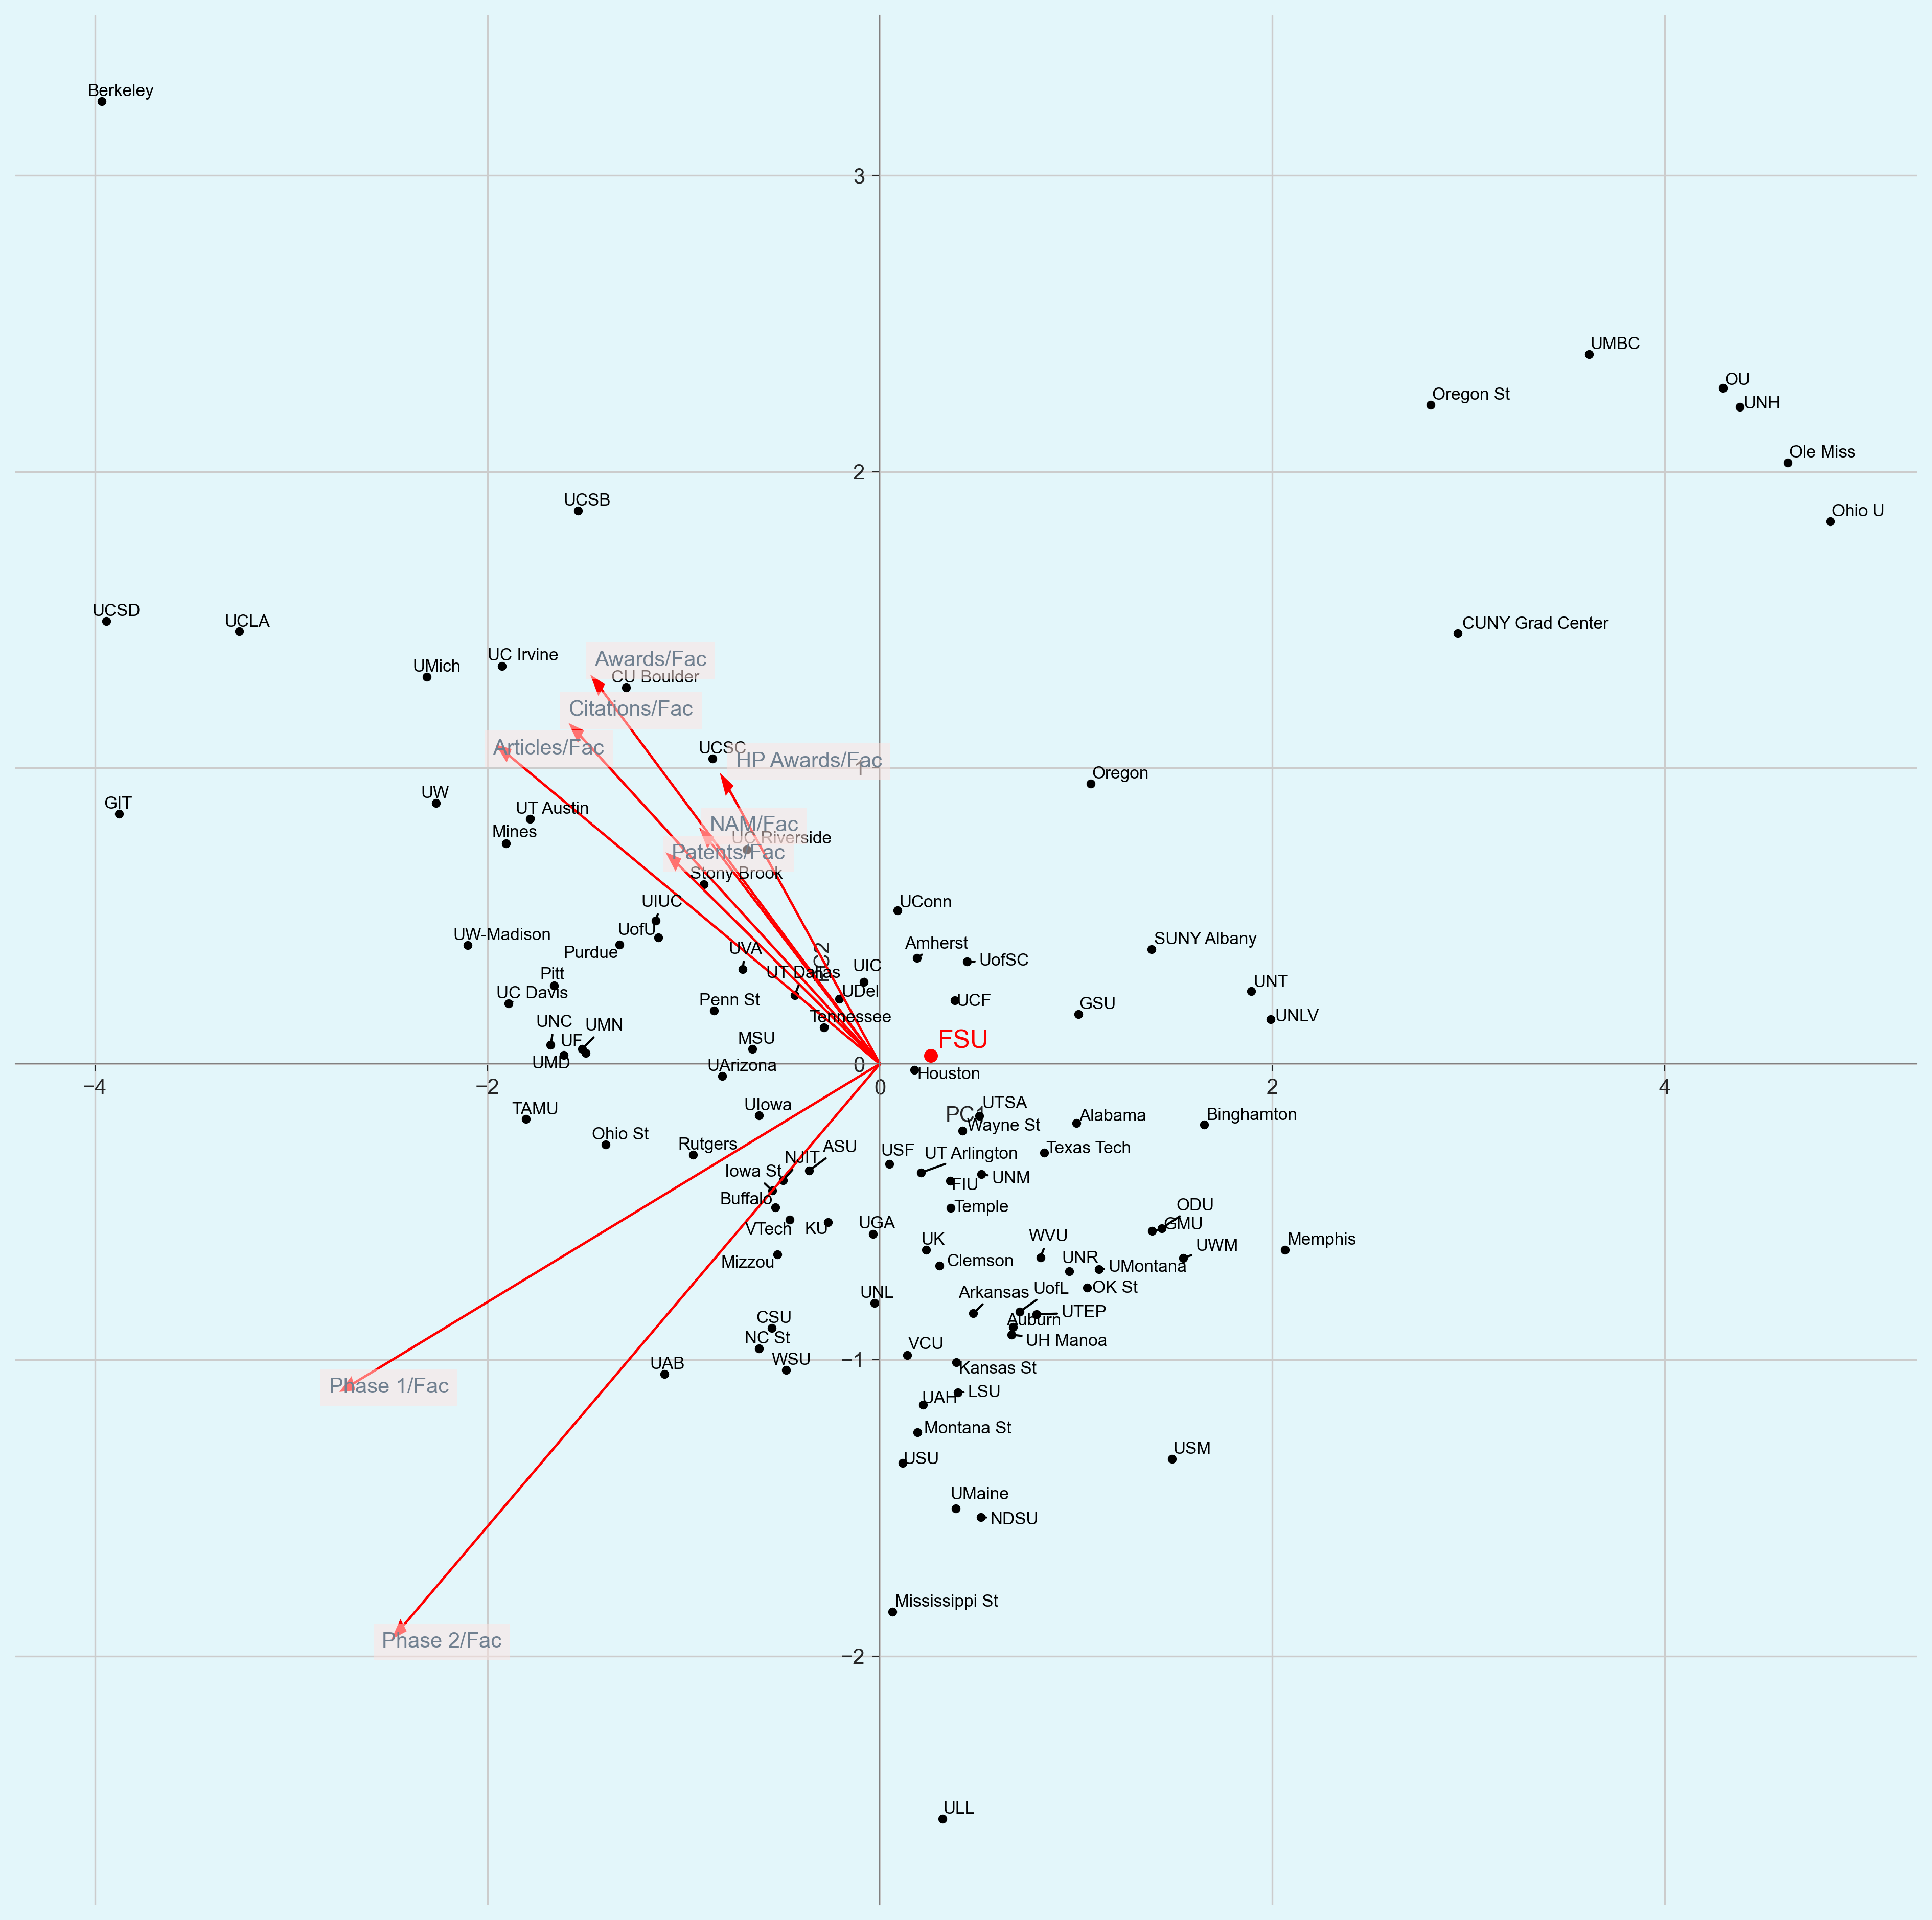 Berkeley
3
UMBC
OU
Oregon St
UNH
Ole Miss
2
UCSB
Ohio U
UCSD
UCLA
CUNY Grad Center
UC Irvine
Awards/Fac
UMich
CU Boulder
Citations/Fac
Articles/Fac
UCSC
HP Awards/Fac
1
Oregon
UW
GIT
UT Austin
NAM/Fac
Mines
UC Riverside
Patents/Fac
Stony Brook
UIUC
UConn
UofU
UW-Madison
Purdue
UVA
PC2
Amherst
SUNY Albany
UofSC
UIC
Pitt
UT Dallas
UNT
UC Davis
UDel
Penn St
UCF
GSU
Tennessee
UNLV
UNC
UMN
UF
MSU
FSU
UMD
UArizona
0
Houston
−4
−2
0
2
4
TAMU
UIowa
UTSA
PC1
Alabama
Binghamton
Wayne St
Ohio St
Rutgers
ASU
NJIT
USF
UT Arlington
Texas Tech
Iowa St
UNM
FIU
Buffalo
Temple
ODU
VTech
KU
UGA
GMU
UK
WVU
UWM
Memphis
Mizzou
Clemson
UNR
UMontana
UNL
Arkansas
UofL
OK St
CSU
UTEP
Auburn
NC St
UH Manoa
VCU
−1
UAB
WSU
Kansas St
Phase 1/Fac
LSU
UAH
Montana St
USU
USM
UMaine
NDSU
Mississippi St
Phase 2/Fac
−2
ULL